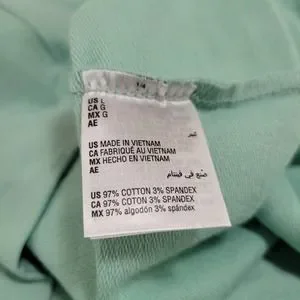 US L
CA G
MX G
AE
US MADE IN VIETNAM
CA FABRIQUÉ AU VIETNAM
MX HECHO EN VIETNAM
AE
صنع في فيتنام
US 97% COTTON 3% SPANDEX
CA 97% COTTON 3% SPANDEX
MX 97% algodón 3% spándex